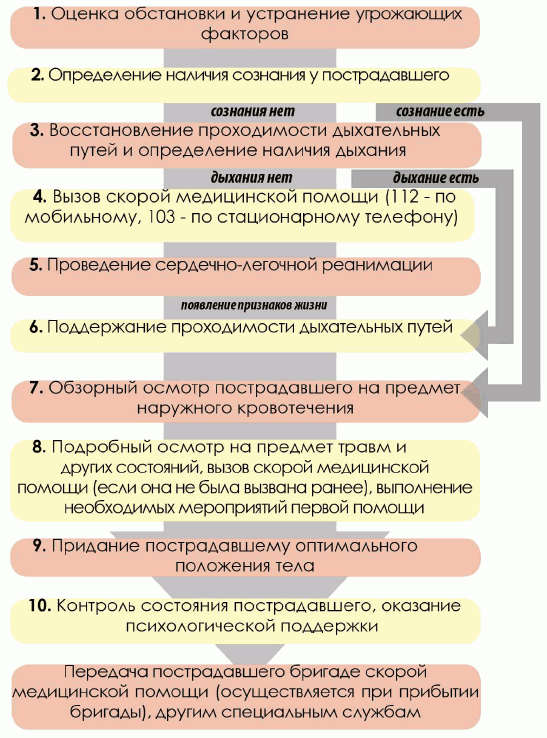 1. Оценка обстановки и устранение угрожающих
факторов
2. Определение наличия сознания у пострадавшего
сознания нет
сознание есть
3. Восстановление проходимости дыхательных
путей и определение наличия дыхания
дыхания нет
дыхание есть
4. Вызов скорой медицинской помощи (112 - по
мобильному, 103 - по стационарному телефону)
5. Проведение сердечно-легочной реанимации
появление признаков жизни
6. Поддержание проходимости дыхательных путей
7. Обзорный осмотр пострадавшего на предмет
наружного кровотечения
8. Подробный осмотр на предмет травм и
других состояний, вызов скорой медицинской
помощи (если она не была вызвана ранее), выполнение
необходимых мероприятий первой помощи
9. Придание пострадавшему оптимального
положения тела
10. Контроль состояния пострадавшего, оказание
психологической поддержки
Передача пострадавшего бригаде скорой
медицинской помощи (осуществляется при прибытии
бригады), другим специальным службам